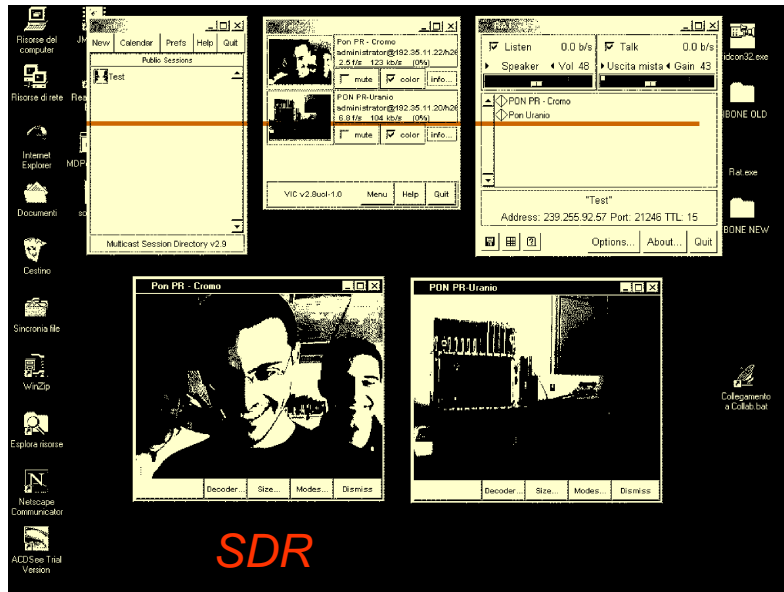 Risorse del
computer
Risorse di rete
Internet
Explorer
Documenti
Cestino
Sincronia file
WinZip
Esplora risorse
Netscape
Communicator
ACDSee Trial
Version
New Calendar Prefs Help Quit
Public Sessions
Test
Multicast Session Directory v2.9
Pon PR - Cromo
administrator@192.35.11.22/h26
2.5 f/s 123 kb/s (0%)
mute color info...
PON PR-Uranio
administrator@192.35.11.20/h26
6.8 f/s 104 kb/s (0%)
mute color info...
VIC v2.8ucl-1.0 Menu Help Quit
Listen 0.0 b/s Talk 0.0 b/s
Speaker Vol 48 Uscita mista Gain 43
PON PR - Cromo
Pon Uranio
"Test"
Address: 239.255.92.57 Port: 21246 TTL: 15
Options... About... Quit
idcon32.exe
BONE OLD
Rat.exe
BONE NEW
Collegamento
a Collab.bat
Pon PR - Cromo
Decoder... Size... Modes... Dismiss
PON PR-Uranio
Decoder... Size... Modes... Dismiss
SDR